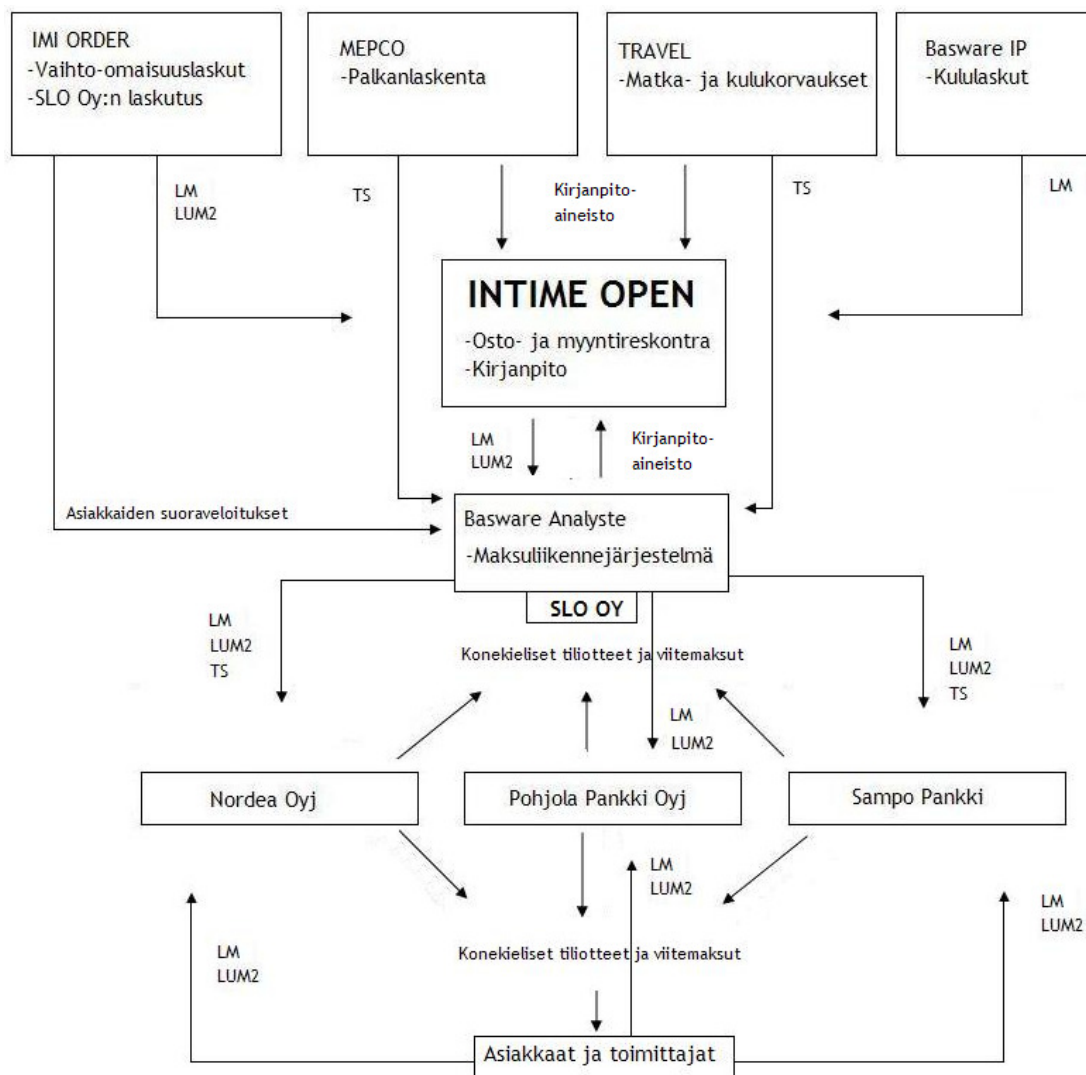 IMI ORDER
-Vaihto-omaisuuslaskut
-SLO Oy:n laskutus
MEPCO
-Palkanlaskenta
TRAVEL
-Matka- ja kulukorvaukset
Basware IP
-Kululaskut
LM
LUM2
TS
Kirjanpito-
aineisto
TS
LM
INTIME OPEN
-Osto- ja myyntireskontra
-Kirjanpito
LM
LUM2
Kirjanpito-
aineisto
Asiakkaiden suoraveloitukset
Basware Analyste
-Maksuliikennejärjestelmä
SLO OY
LM
LUM2
TS
Konekieliset tiliotteet ja viitemaksut
LM
LUM2
TS
LM
LUM2
Nordea Oyj
Pohjola Pankki Oyj
Sampo Pankki
LM
LUM2
LM
LUM2
Konekieliset tiliotteet ja viitemaksut
LM
LUM2
Asiakkaat ja toimittajat